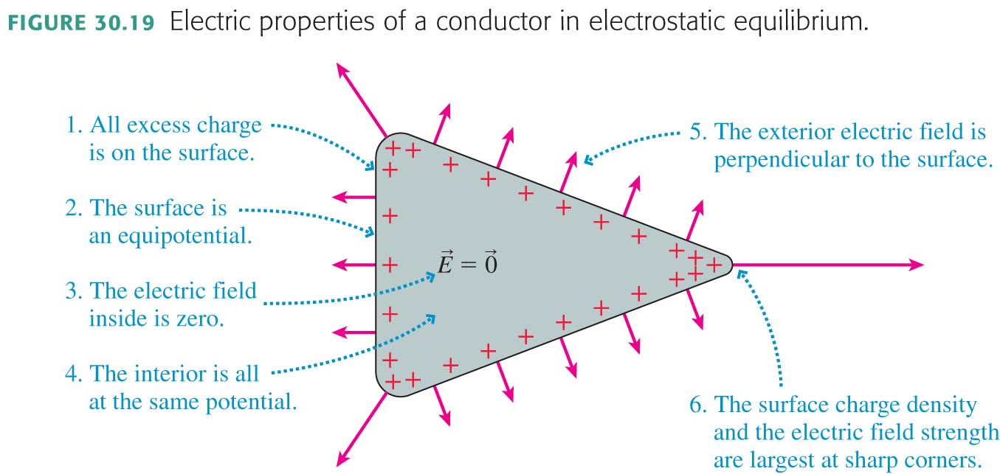 FIGURE 30.19 Electric properties of a conductor in electrostatic equilibrium.
1. All excess charge
is on the surface.
2. The surface is
an equipotential.
3. The electric field
inside is zero.
4. The interior is all
at the same potential.
E⃗ = 0⃗
5. The exterior electric field is
perpendicular to the surface.
6. The surface charge density
and the electric field strength
are largest at sharp corners.